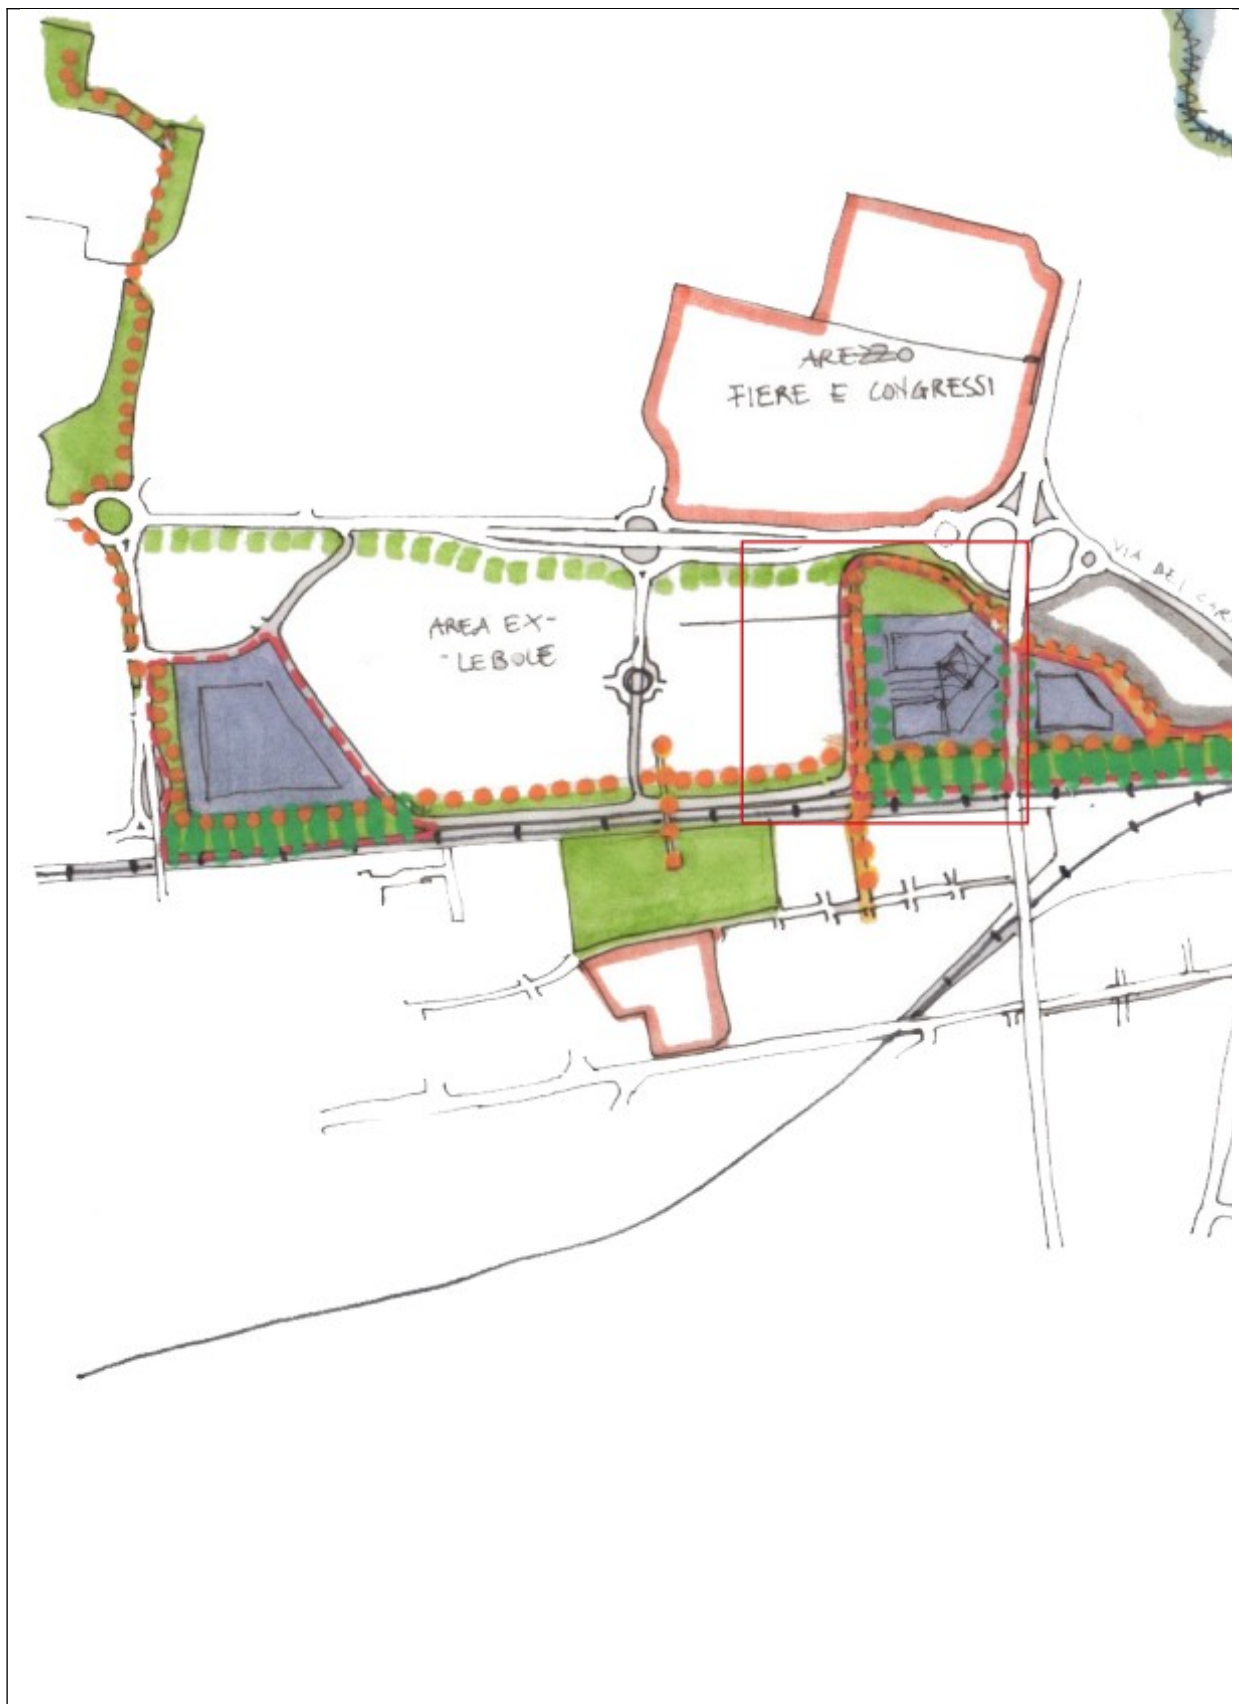 AREZZO
FIERE E CONGRESSI
VIA DEI
AREA EX-
-LEBOLE